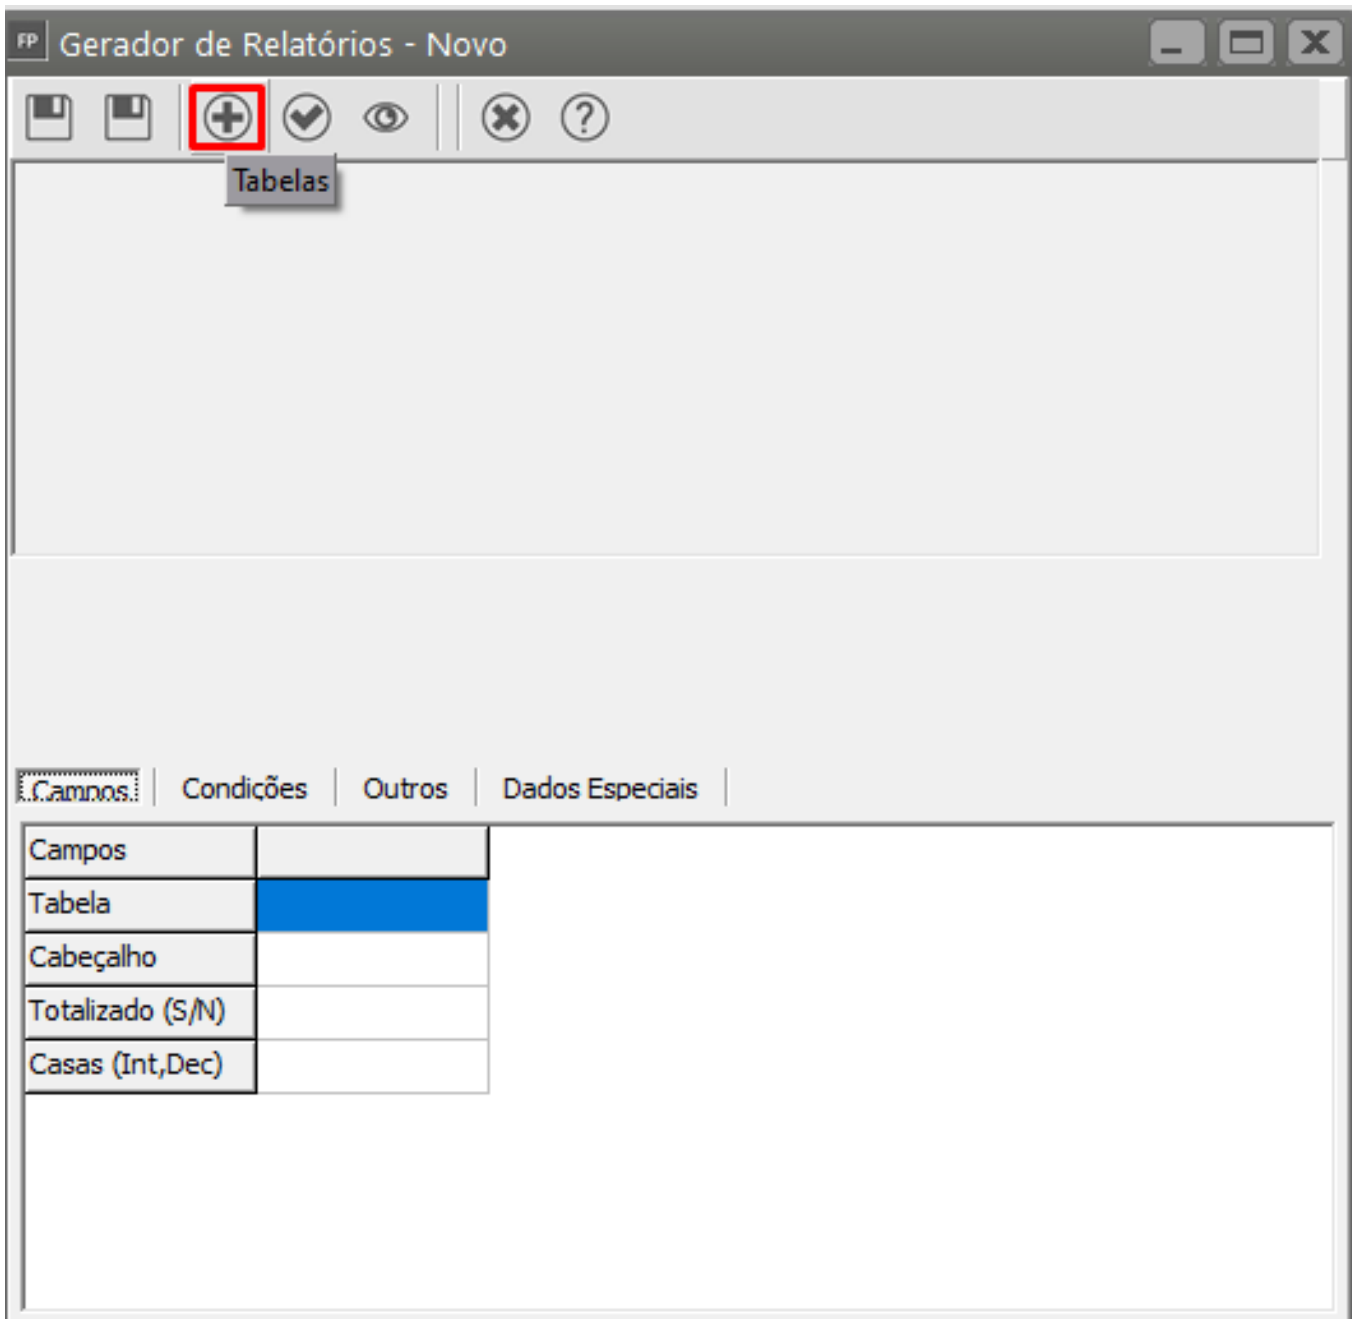 FP Gerador de Relatórios - Novo
Tabelas
Campos Condições Outros Dados Especiais
Campos
Tabela
Cabeçalho
Totalizado (S/N)
Casas (Int,Dec)